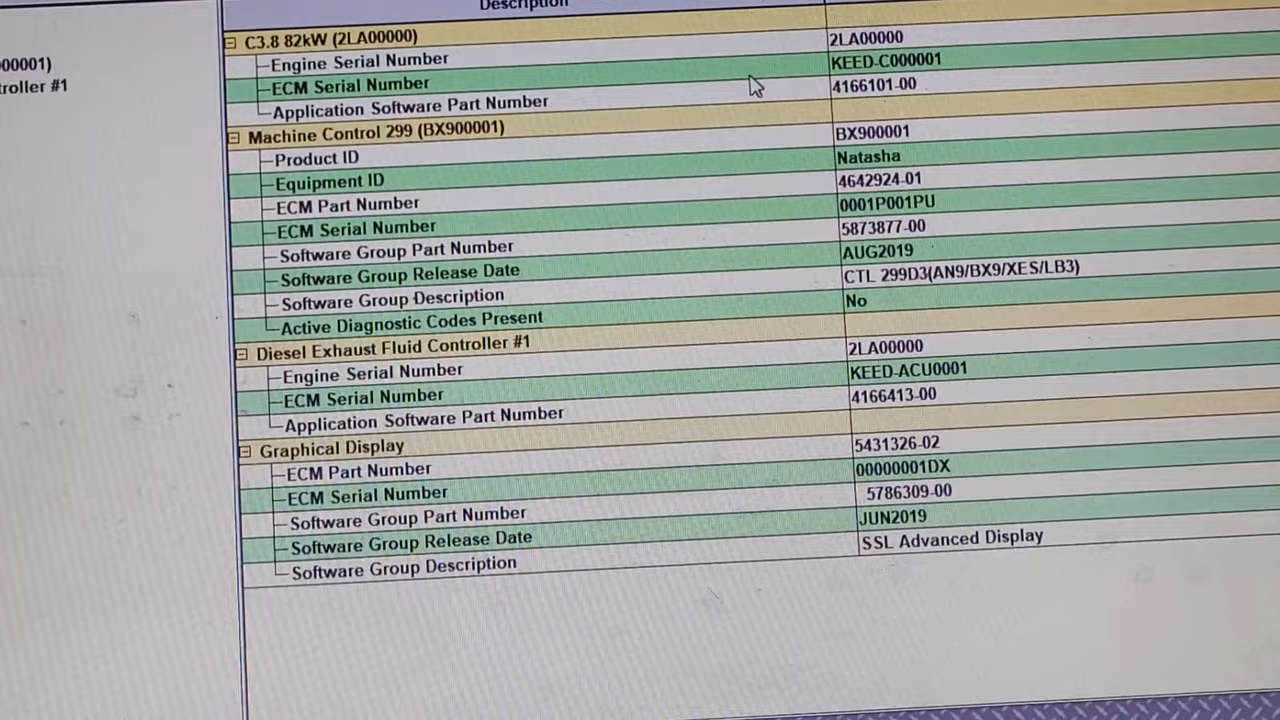 Description
00001)
troller #1
C3.8 82kW (2LA00000)
Engine Serial Number 2LA00000
ECM Serial Number KEED-C000001
Application Software Part Number 4166101-00
Machine Control 299 (BX900001)
Product ID BX900001
Equipment ID Natasha
ECM Part Number 4642924-01
ECM Serial Number 0001P001PU
Software Group Part Number 5873877-00
Software Group Release Date AUG2019
Software Group Description CTL 299D3(AN9/BX9/XES/LB3)
Active Diagnostic Codes Present No
Diesel Exhaust Fluid Controller #1
Engine Serial Number 2LA00000
ECM Serial Number KEED-ACU0001
Application Software Part Number 4166413-00
Graphical Display
ECM Part Number 5431326-02
ECM Serial Number 00000001DX
Software Group Part Number 5786309-00
Software Group Release Date JUN2019
Software Group Description SSL Advanced Display